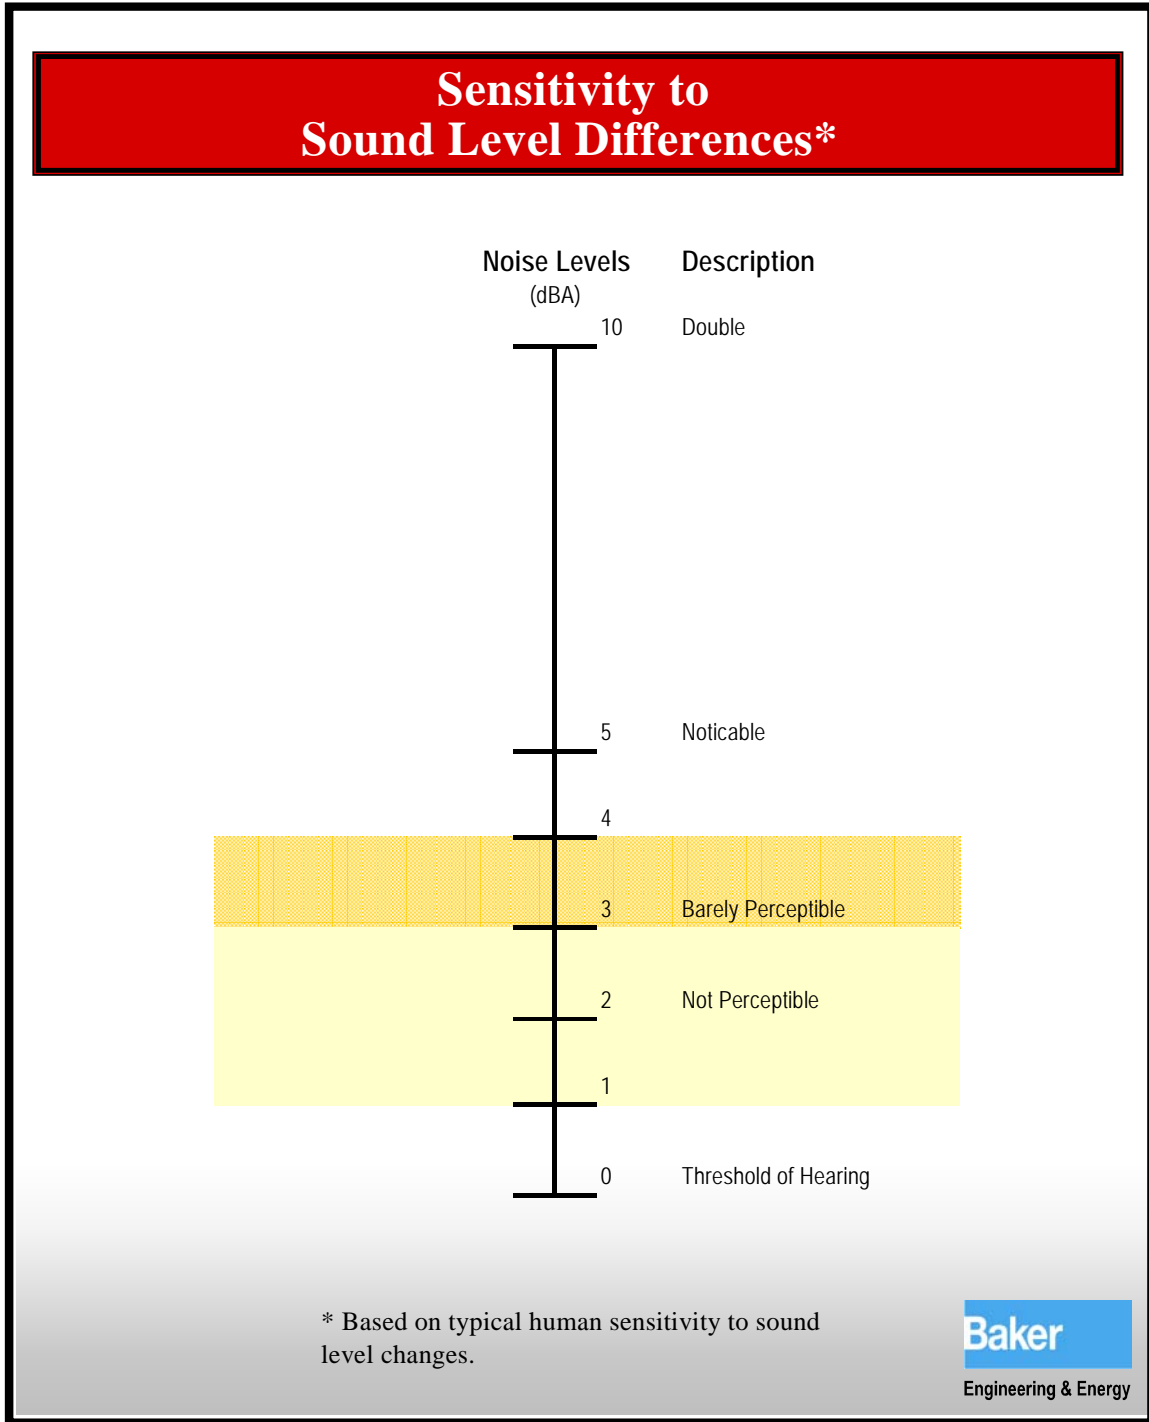 Sensitivity to
Sound Level Differences*
Noise Levels Description
(dBA)
10 Double
5 Noticable
4
3 Barely Perceptible
2 Not Perceptible
1
0 Threshold of Hearing
* Based on typical human sensitivity to sound
level changes.
Baker
Engineering & Energy